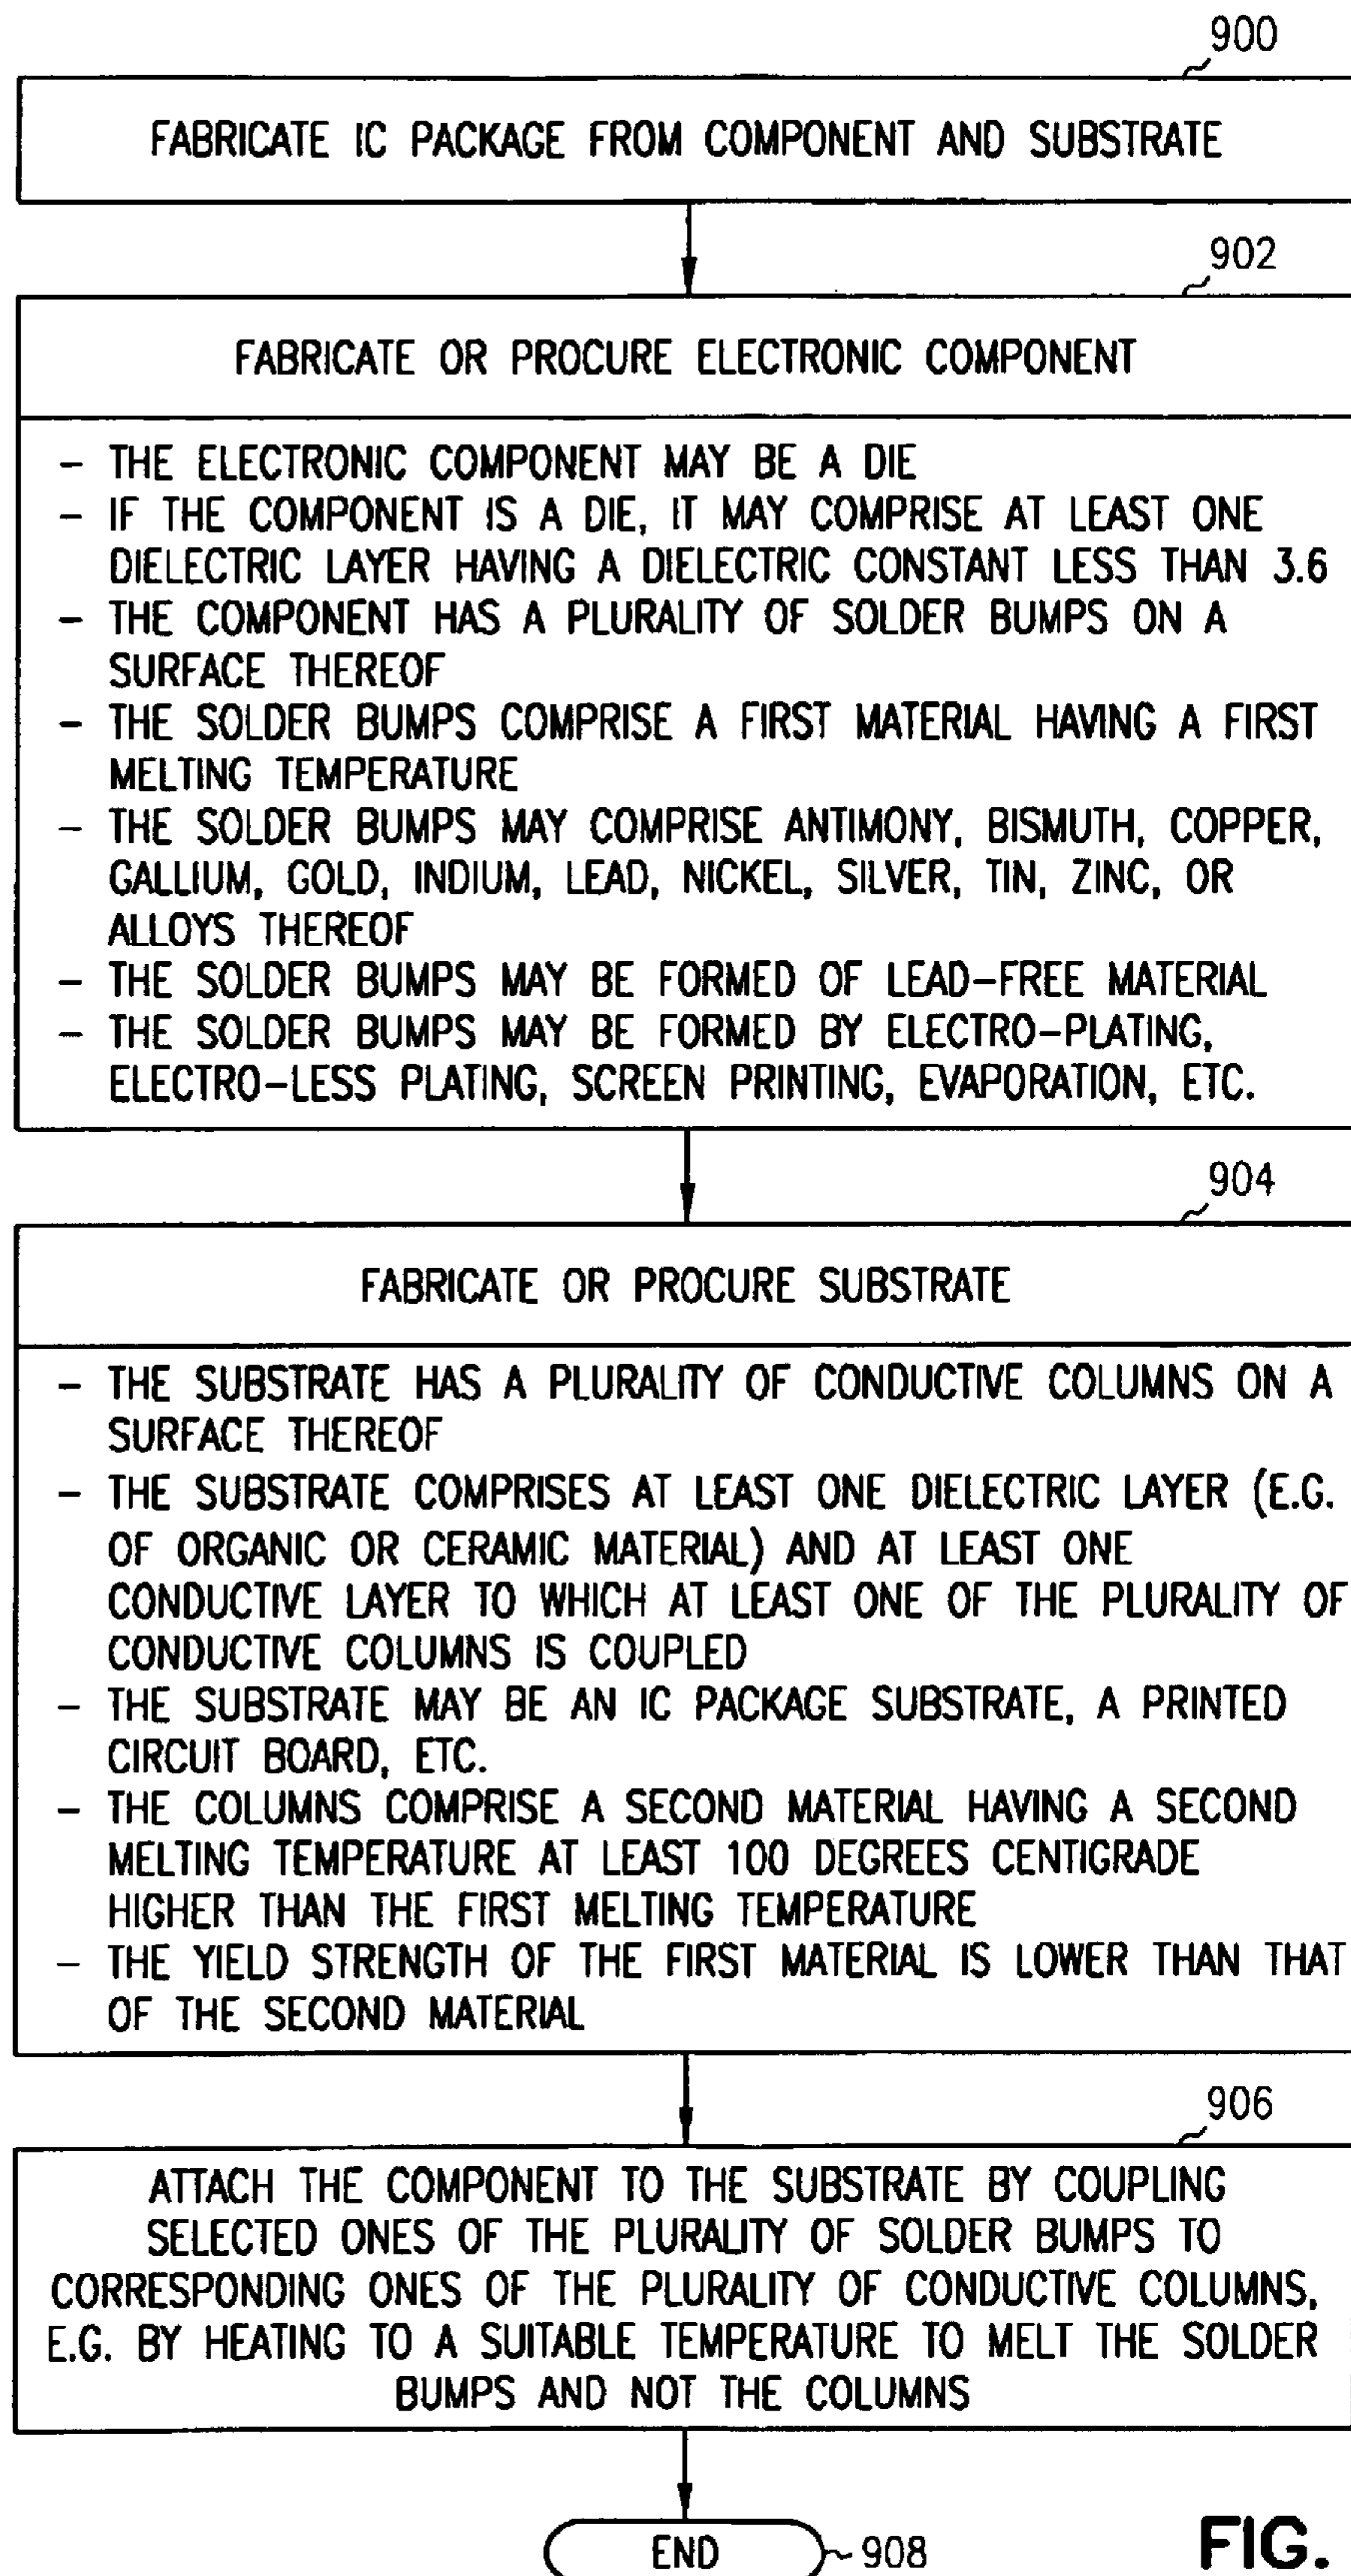 900
FABRICATE IC PACKAGE FROM COMPONENT AND SUBSTRATE
902
FABRICATE OR PROCURE ELECTRONIC COMPONENT
- THE ELECTRONIC COMPONENT MAY BE A DIE
- IF THE COMPONENT IS A DIE, IT MAY COMPRISE AT LEAST ONE
DIELECTRIC LAYER HAVING A DIELECTRIC CONSTANT LESS THAN 3.6
- THE COMPONENT HAS A PLURALITY OF SOLDER BUMPS ON A
SURFACE THEREOF
- THE SOLDER BUMPS COMPRISE A FIRST MATERIAL HAVING A FIRST
MELTING TEMPERATURE
- THE SOLDER BUMPS MAY COMPRISE ANTIMONY, BISMUTH, COPPER,
GALLIUM, GOLD, INDIUM, LEAD, NICKEL, SILVER, TIN, ZINC, OR
ALLOYS THEREOF
- THE SOLDER BUMPS MAY BE FORMED OF LEAD-FREE MATERIAL
- THE SOLDER BUMPS MAY BE FORMED BY ELECTRO-PLATING,
ELECTRO-LESS PLATING, SCREEN PRINTING, EVAPORATION, ETC.
904
FABRICATE OR PROCURE SUBSTRATE
- THE SUBSTRATE HAS A PLURALITY OF CONDUCTIVE COLUMNS ON A
SURFACE THEREOF
- THE SUBSTRATE COMPRISES AT LEAST ONE DIELECTRIC LAYER (E.G.
OF ORGANIC OR CERAMIC MATERIAL) AND AT LEAST ONE
CONDUCTIVE LAYER TO WHICH AT LEAST ONE OF THE PLURALITY OF
CONDUCTIVE COLUMNS IS COUPLED
- THE SUBSTRATE MAY BE AN IC PACKAGE SUBSTRATE, A PRINTED
CIRCUIT BOARD, ETC.
- THE COLUMNS COMPRISE A SECOND MATERIAL HAVING A SECOND
MELTING TEMPERATURE AT LEAST 100 DEGREES CENTIGRADE
HIGHER THAN THE FIRST MELTING TEMPERATURE
- THE YIELD STRENGTH OF THE FIRST MATERIAL IS LOWER THAN THAT
OF THE SECOND MATERIAL
906
ATTACH THE COMPONENT TO THE SUBSTRATE BY COUPLING
SELECTED ONES OF THE PLURALITY OF SOLDER BUMPS TO
CORRESPONDING ONES OF THE PLURALITY OF CONDUCTIVE COLUMNS,
E.G. BY HEATING TO A SUITABLE TEMPERATURE TO MELT THE SOLDER
BUMPS AND NOT THE COLUMNS
END 908
FIG.